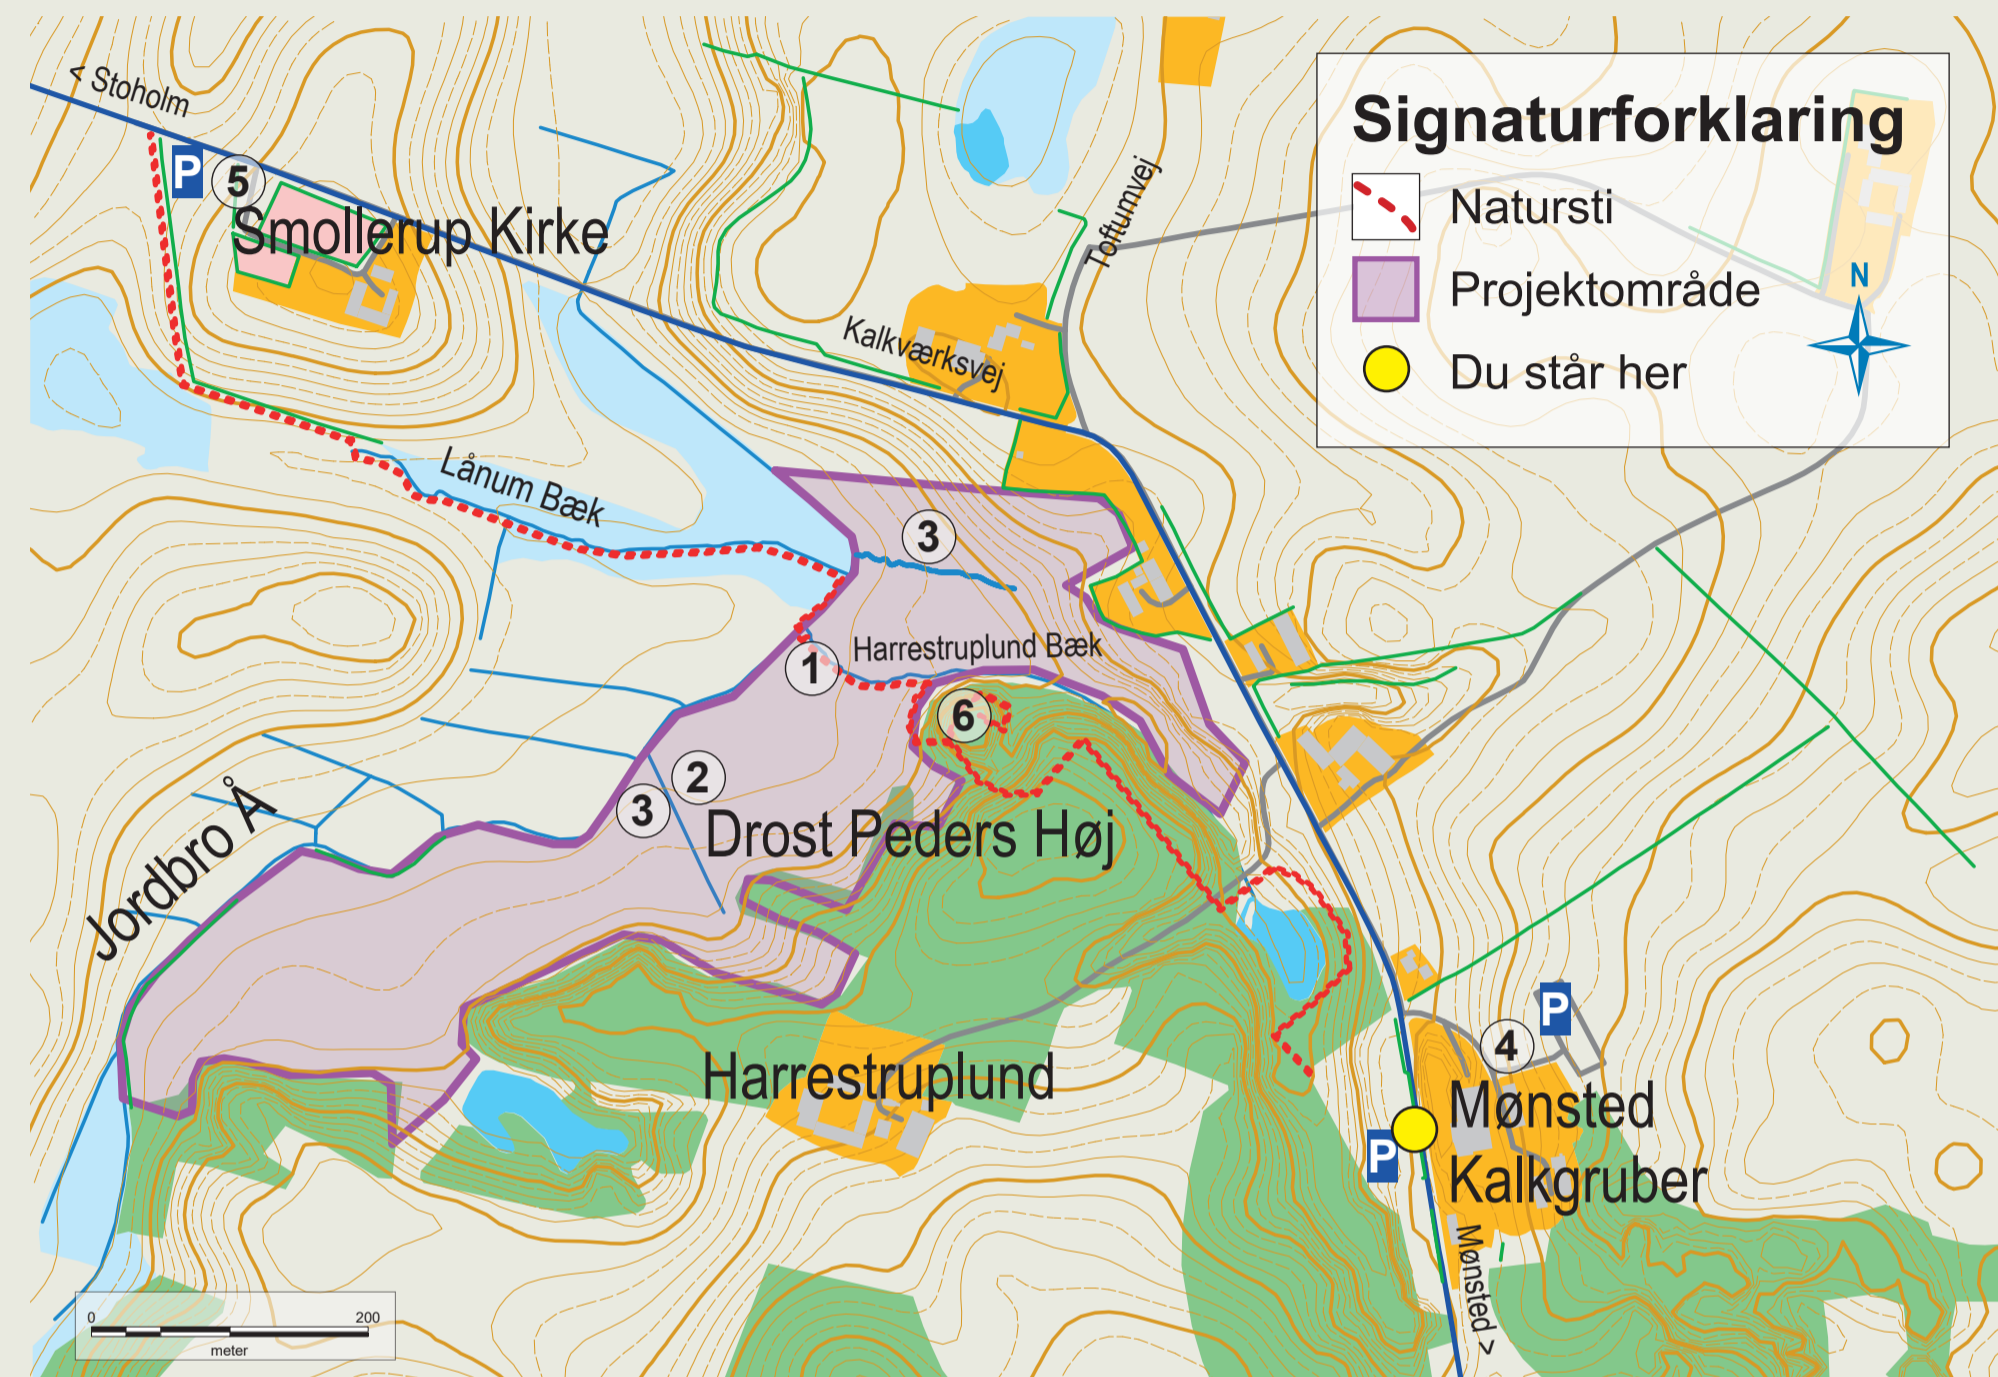 < Stoholm
P
5
Smollerup Kirke
Toftumvej
Kalkværksvej
Signaturforklaring
Natursti
Projektområde
Du står her
N
Lånum Bæk
3
1
Harrestruplund Bæk
6
2
3
Drost Peders Høj
Jordbro Å
Harrestruplund
P
4
Mønsted
Kalkgruber
P
Mønsted >
0 200
meter